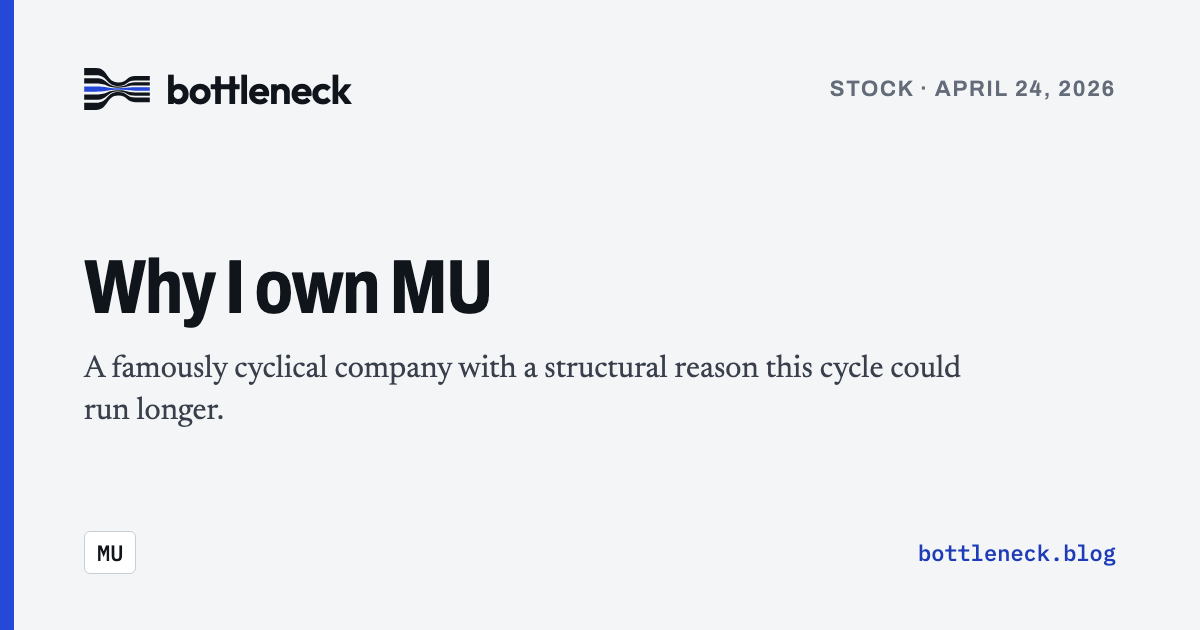 bottleneck
STOCK · APRIL 24, 2026
Why I own MU
A famously cyclical company with a structural reason this cycle could
run longer.
MU
bottleneck.blog